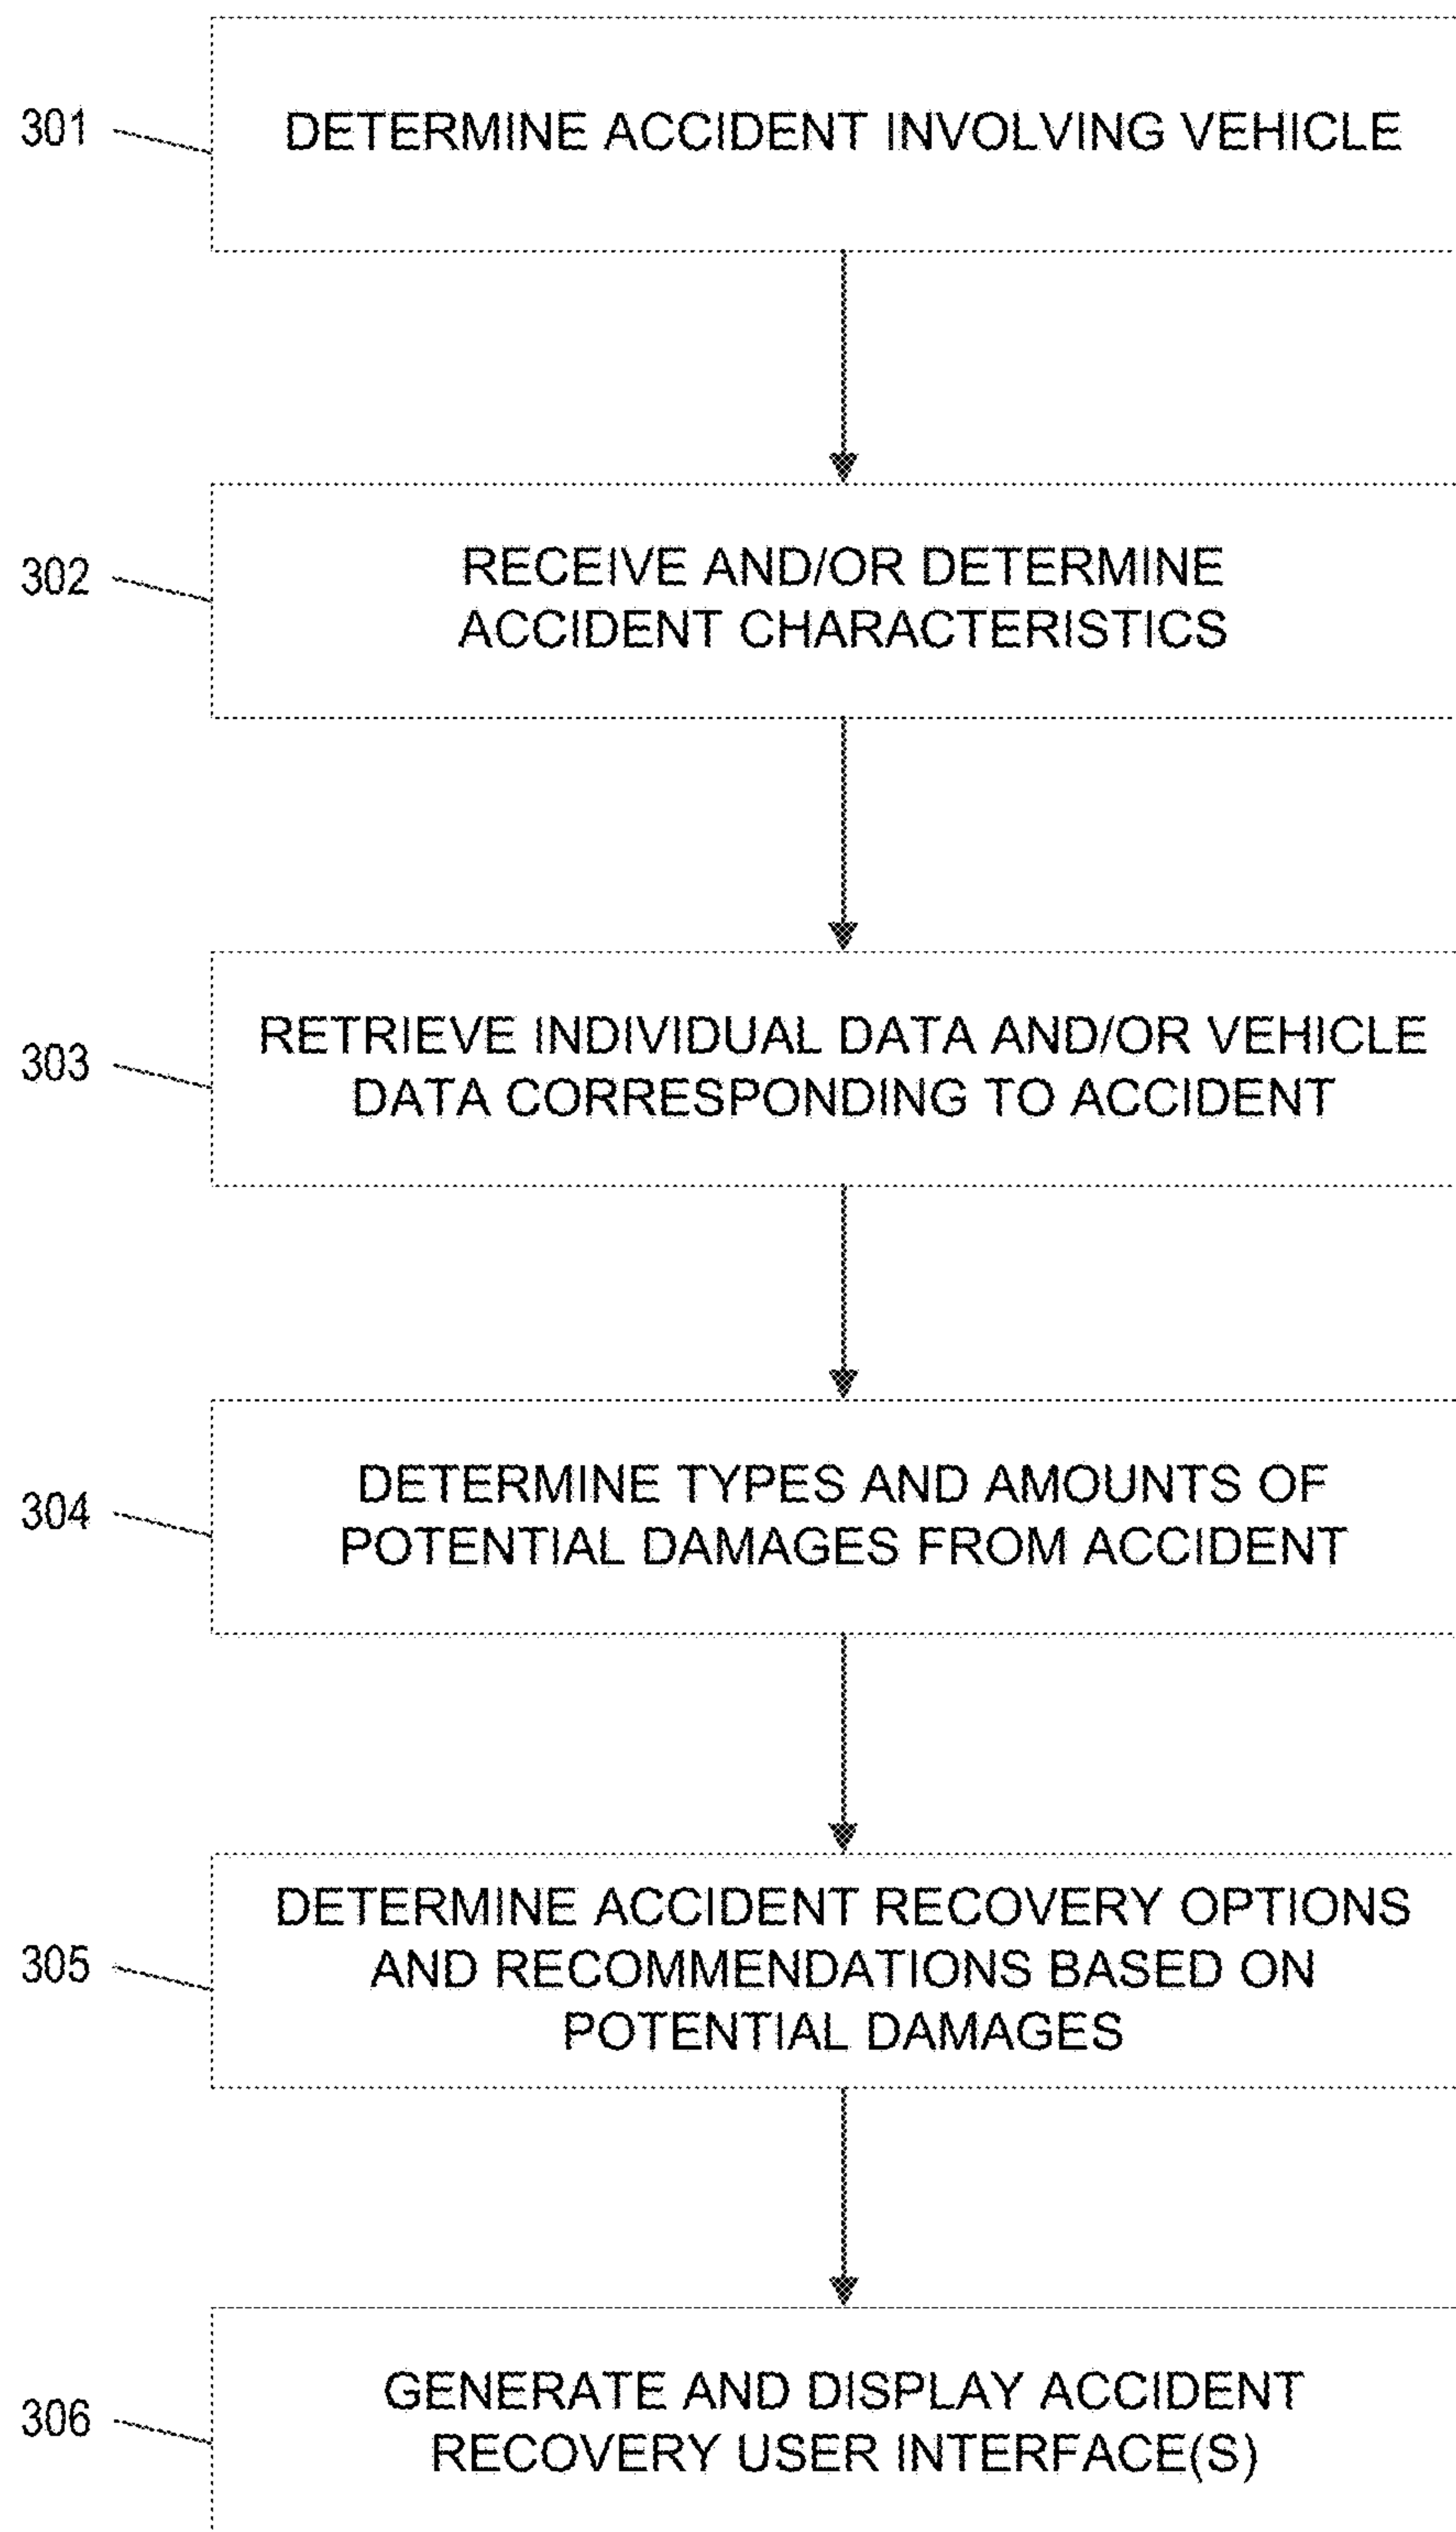 301
DETERMINE ACCIDENT INVOLVING VEHICLE
302
RECEIVE AND/OR DETERMINE
ACCIDENT CHARACTERISTICS
303
RETRIEVE INDIVIDUAL DATA AND/OR VEHICLE
DATA CORRESPONDING TO ACCIDENT
304
DETERMINE TYPES AND AMOUNTS OF
POTENTIAL DAMAGES FROM ACCIDENT
305
DETERMINE ACCIDENT RECOVERY OPTIONS
AND RECOMMENDATIONS BASED ON
POTENTIAL DAMAGES
306
GENERATE AND DISPLAY ACCIDENT
RECOVERY USER INTERFACE(S)